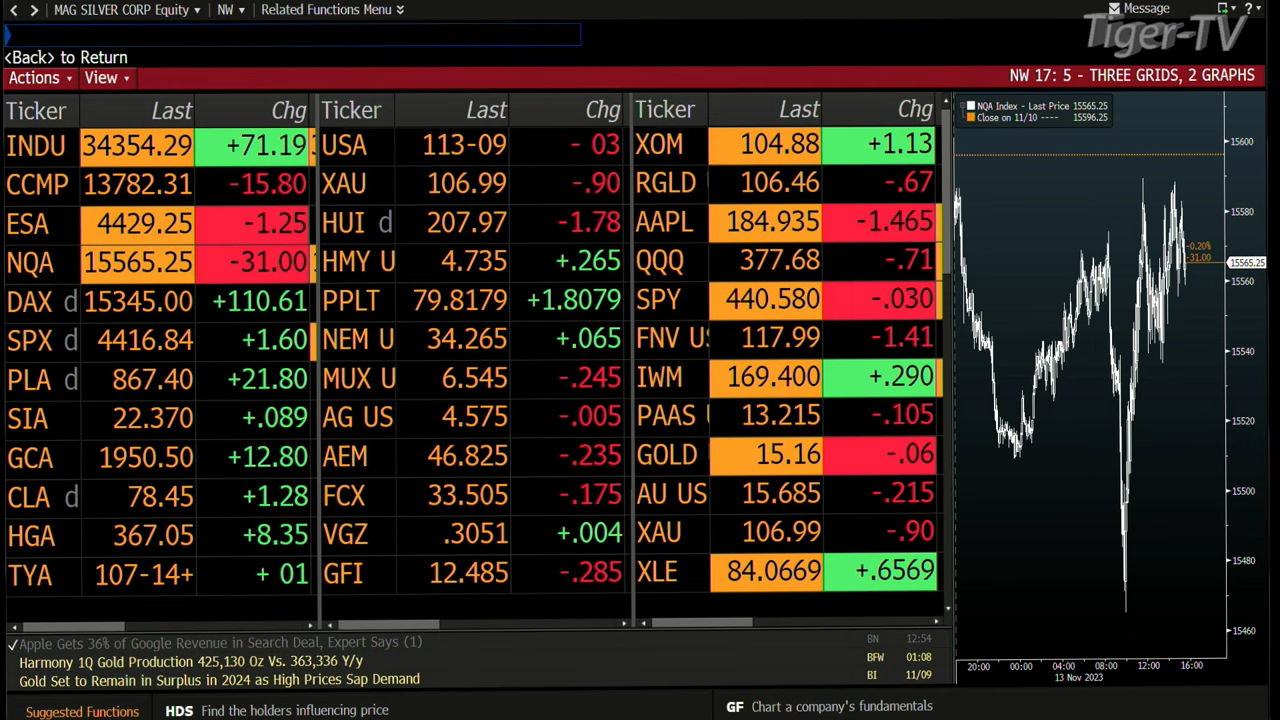 MAG SILVER CORP Equity NW Related Functions Menu Message ?
Tiger-TV
<Back> to Return
Actions View NW 17: 5 - THREE GRIDS, 2 GRAPHS
Ticker Last Chg Ticker Last Chg Ticker Last Chg
INDU 34354.29 +71.19 USA 113-09 - 03 XOM 104.88 +1.13
CCMP 13782.31 -15.80 XAU 106.99 -.90 RGLD 106.46 -.67
ESA 4429.25 -1.25 HUI d 207.97 -1.78 AAPL 184.935 -1.465
NQA 15565.25 -31.00 HMY U 4.735 +.265 QQQ 377.68 -.71
DAX d 15345.00 +110.61 PPLT 79.8179 +1.8079 SPY 440.580 -.030
SPX d 4416.84 +1.60 NEM U 34.265 +.065 FNV US 117.99 -1.41
PLA d 867.40 +21.80 MUX U 6.545 -.245 IWM 169.400 +.290
SIA 22.370 +.089 AG US 4.575 -.005 PAAS 13.215 -.105
GCA 1950.50 +12.80 AEM 46.825 -.235 GOLD 15.16 -.06
CLA d 78.45 +1.28 FCX 33.505 -.175 AU US 15.685 -.215
HGA 367.05 +8.35 VGZ .3051 +.004 XAU 106.99 -.90
TYA 107-14+ + 01 GFI 12.485 -.285 XLE 84.0669 +.6569
NQA Index - Last Price 15565.25
Close on 11/10 ---- 15596.25
15600
15580
-0.20%
-31.00
15565.25
15560
15540
15520
15500
15480
15460
20:00 00:00 04:00 08:00 12:00 16:00
13 Nov 2023
Apple Gets 36% of Google Revenue in Search Deal, Expert Says (1) BN 12:54
Harmony 1Q Gold Production 425,130 Oz Vs. 363,336 Y/y BFW 01:08
Gold Set to Remain in Surplus in 2024 as High Prices Sap Demand BI 11/09
Suggested Functions HDS Find the holders influencing price GF Chart a company's fundamentals